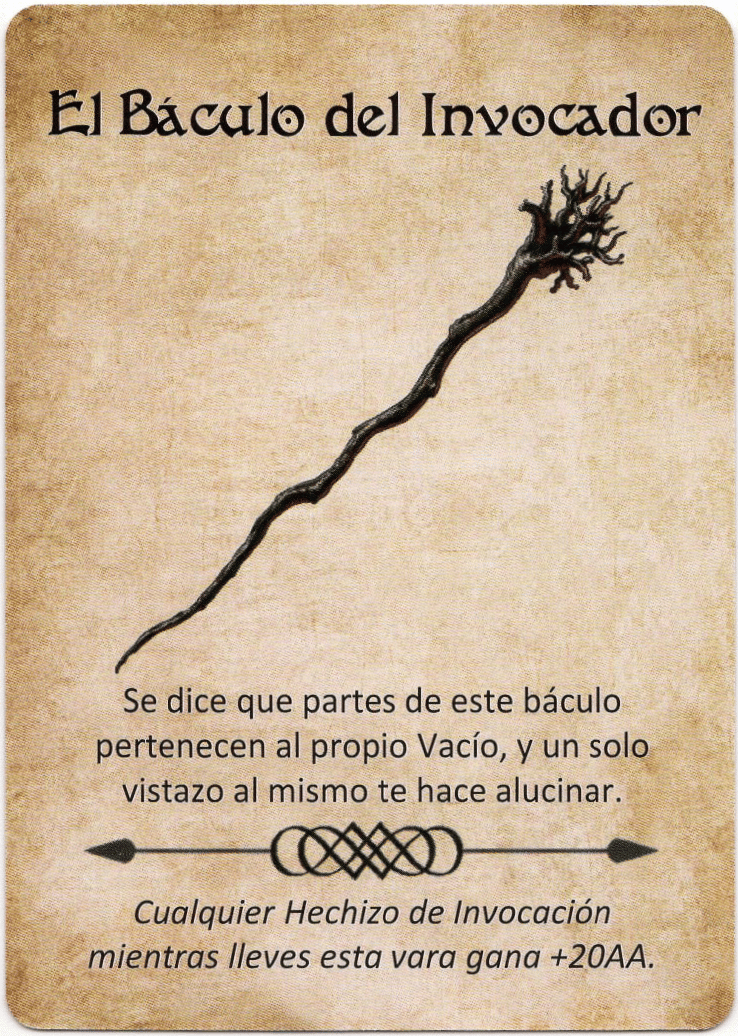 El Báculo del Invocador
Se dice que partes de este báculo
pertenecen al propio Vacío, y un solo
vistazo al mismo te hace alucinar.
Cualquier Hechizo de Invocación
mientras lleves esta vara gana +20AA.